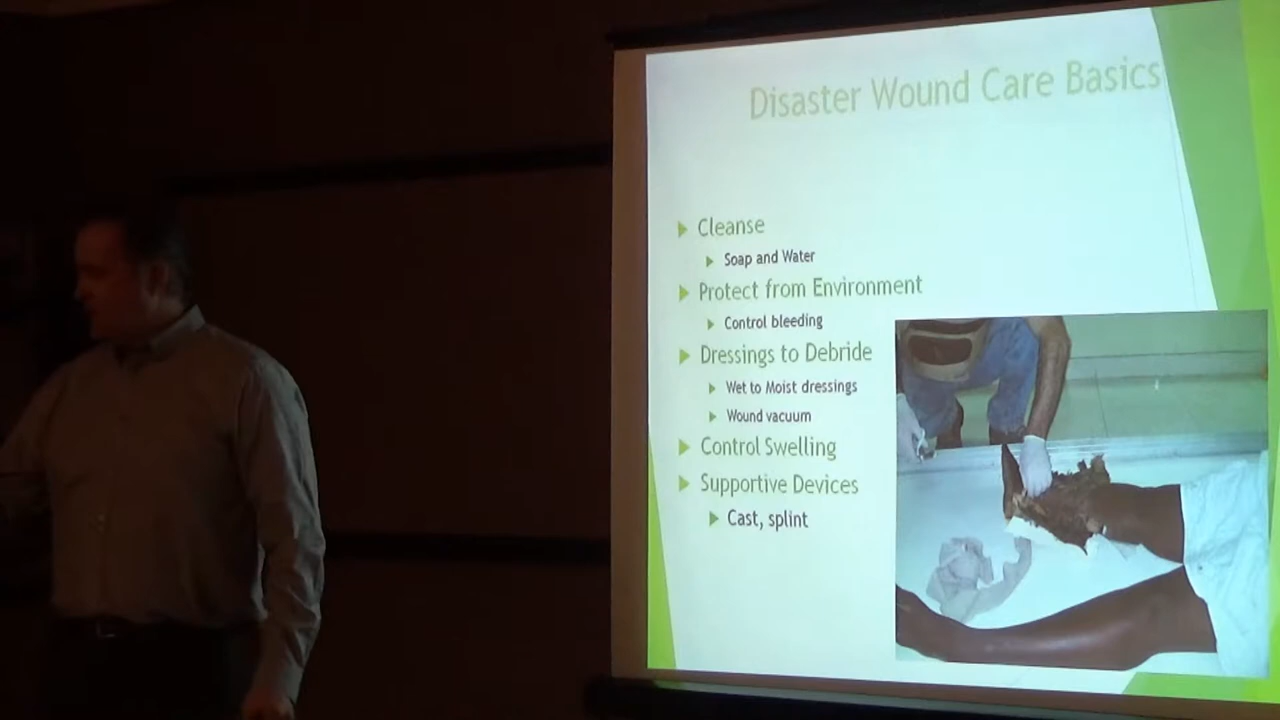 Disaster Wound Care Basics
Cleanse
Soap and Water
Protect from Environment
Control bleeding
Dressings to Debride
Wet to Moist dressings
Wound vacuum
Control Swelling
Supportive Devices
Cast, splint